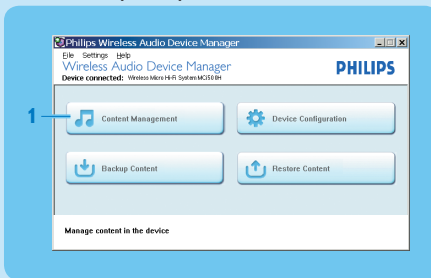 Philips Wireless Audio Device Manager
File Settings Help
Wireless Audio Device Manager
PHILIPS
Device connected: Wireless Micro Hi-Fi System MCI500H
1
Content Management
Device Configuration
Backup Content
Restore Content
Manage content in the device